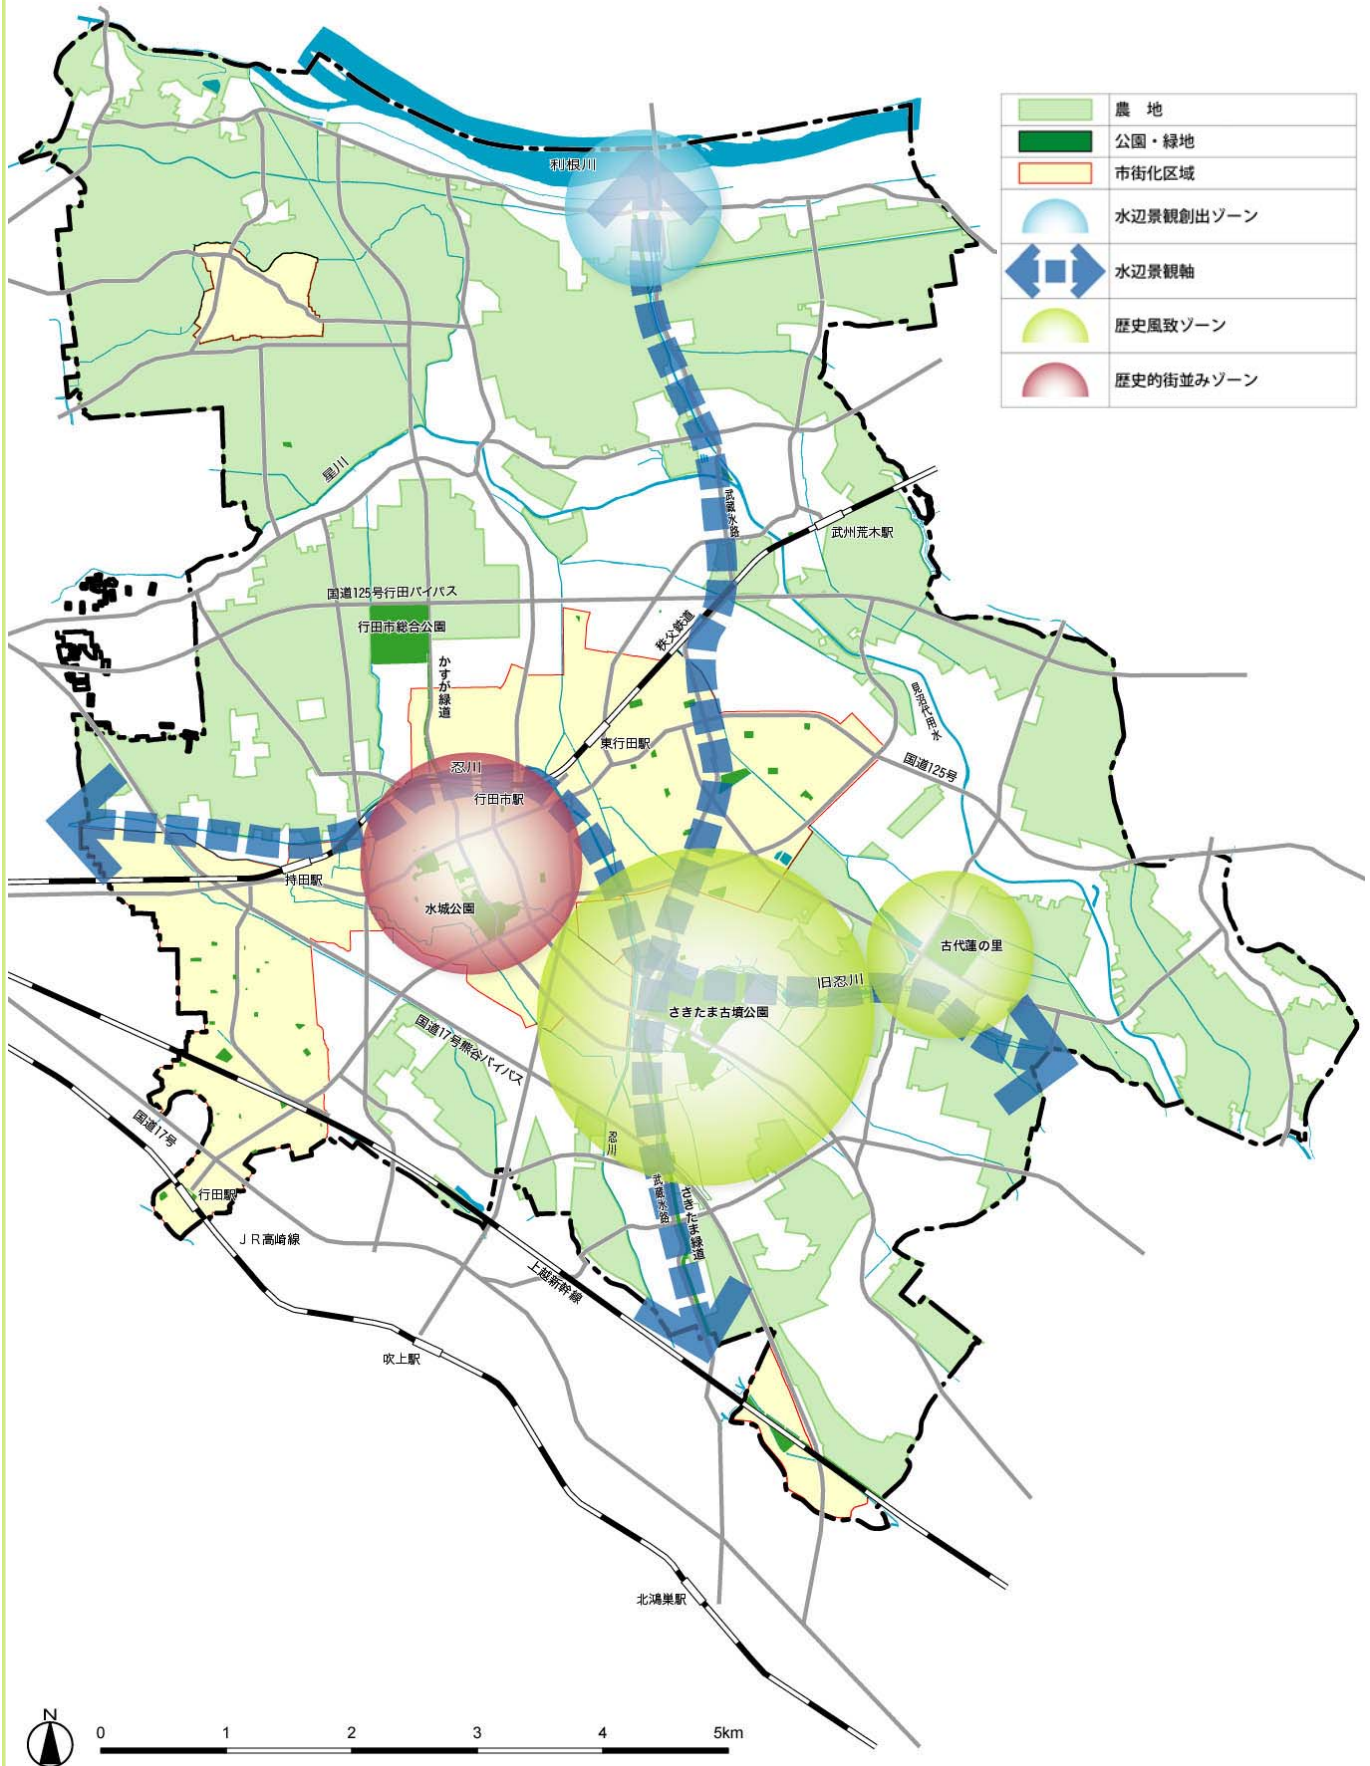 農　地
公園・緑地
市街化区域
水辺景観創出ゾーン
水辺景観軸
歴史風致ゾーン
歴史的街並みゾーン
利根川
星川
武蔵水路
武州荒木駅
国道125号行田バイパス
行田市総合公園
秩父鉄道
かすが緑道
見沼代用水
東行田駅
国道125号
忍川
行田市駅
持田駅
水城公園
古代蓮の里
旧忍川
さきたま古墳公園
国道17号熊谷バイパス
国道17号
忍川
武蔵水路
さきたま緑道
行田駅
ＪＲ高崎線
上越新幹線
吹上駅
北鴻巣駅
N
0 1 2 3 4 5km